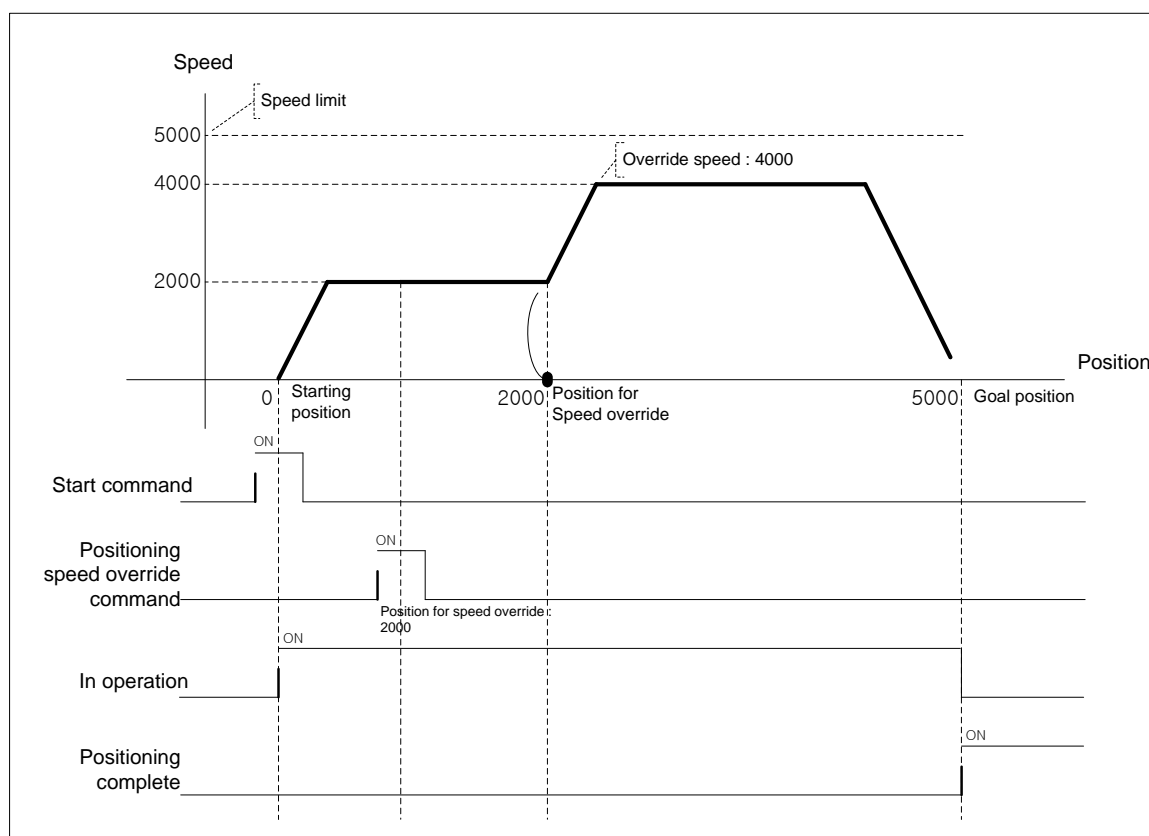 Speed
Speed limit
5000
Override speed : 4000
4000
2000
Position
0
Starting
position
2000
Position for
Speed override
5000
Goal position
ON
Start command
ON
Positioning
speed override
command
Position for speed override :
2000
ON
In operation
ON
Positioning
complete